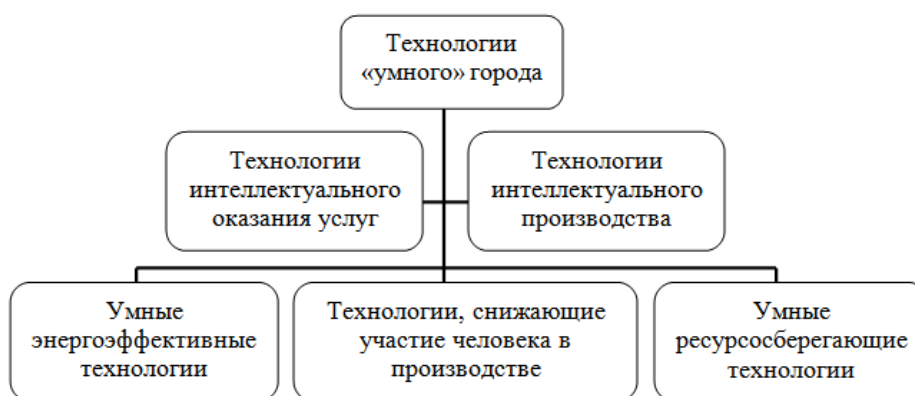 Технологии
«умного» города
Технологии
интеллектуального
оказания услуг
Технологии
интеллектуального
производства
Умные
энергоэффективные
технологии
Технологии, снижающие
участие человека в
производстве
Умные
ресурсосберегающие
технологии